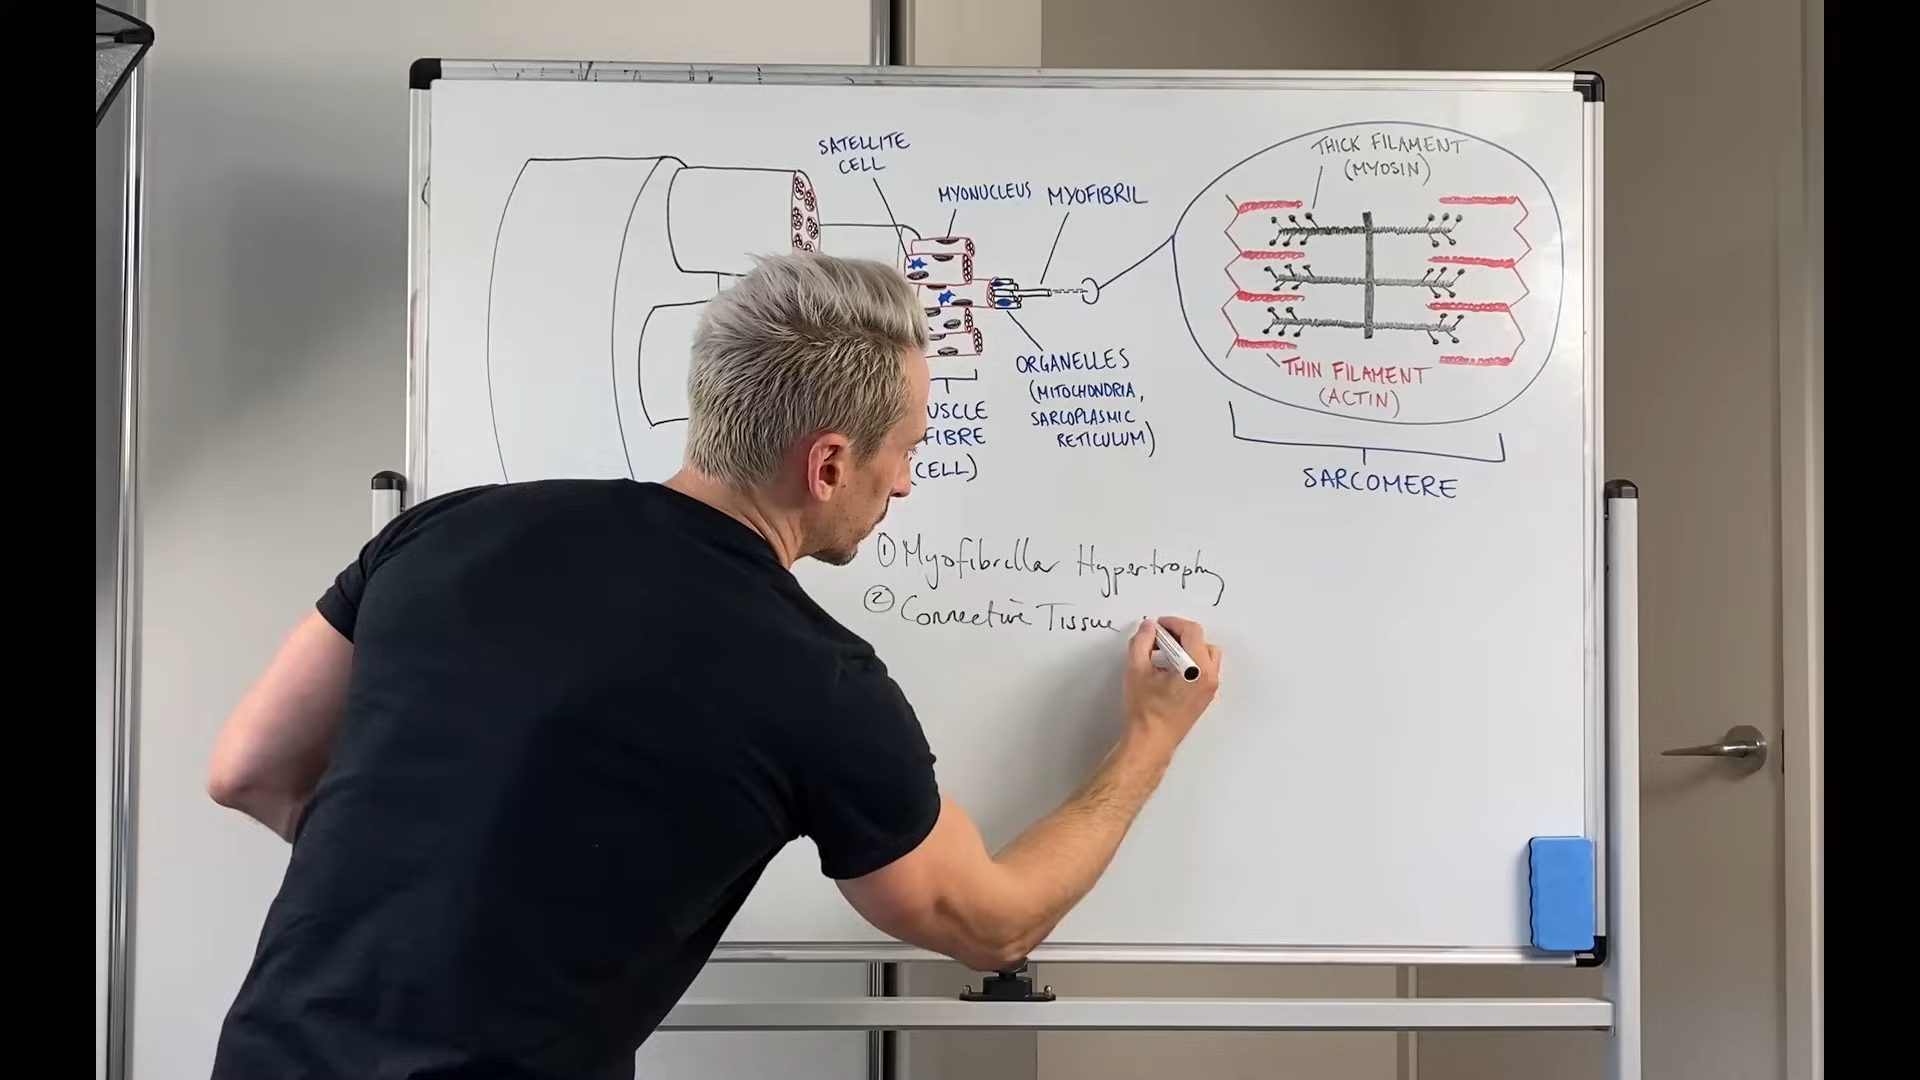 SATELLITE
CELL
MYONUCLEUS
MYOFIBRIL
ORGANELLES
(MITOCHONDRIA,
SARCOPLASMIC
RETICULUM)
USCLE
FIBRE
(CELL)
THICK FILAMENT
(MYOSIN)
THIN FILAMENT
(ACTIN)
SARCOMERE
① Myofibrillar Hypertrophy
② Connective Tissue